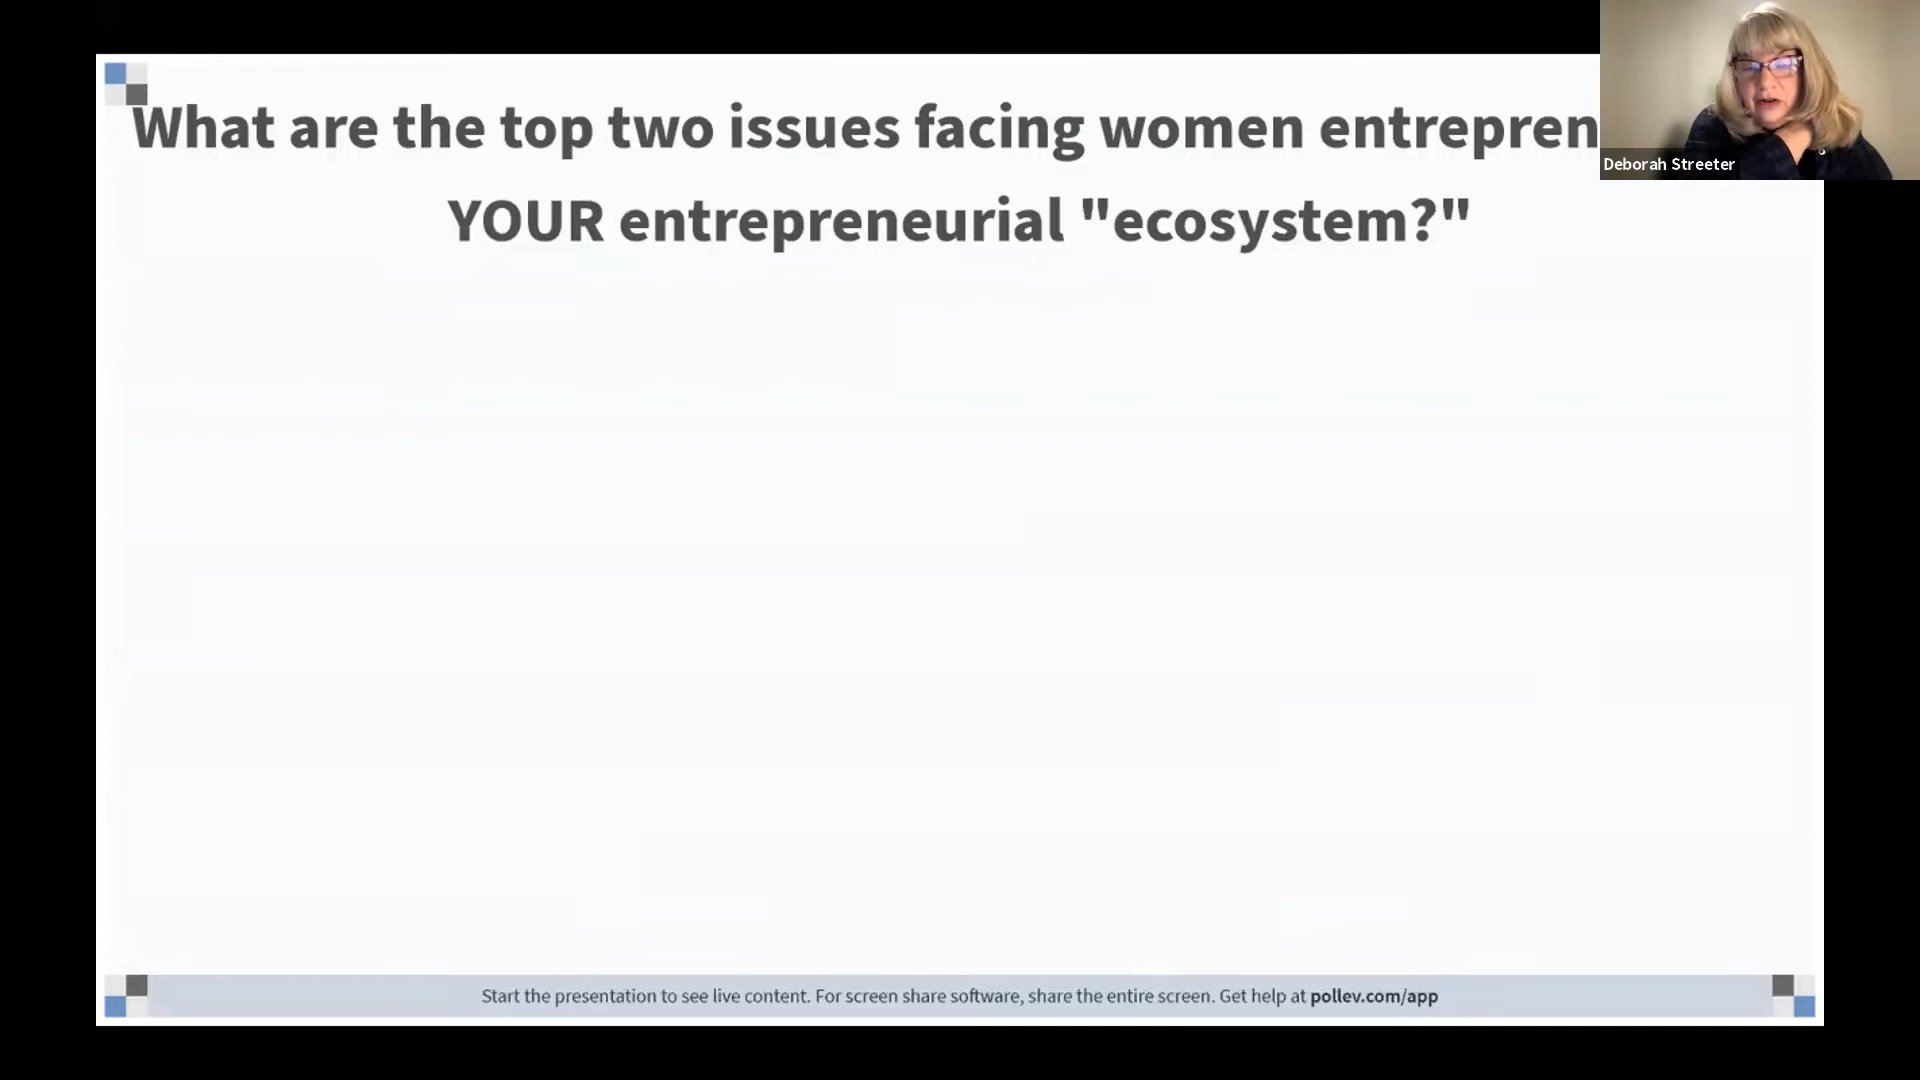 What are the top two issues facing women entrepren
YOUR entrepreneurial "ecosystem?"
Deborah Streeter
Start the presentation to see live content. For screen share software, share the entire screen. Get help at pollev.com/app